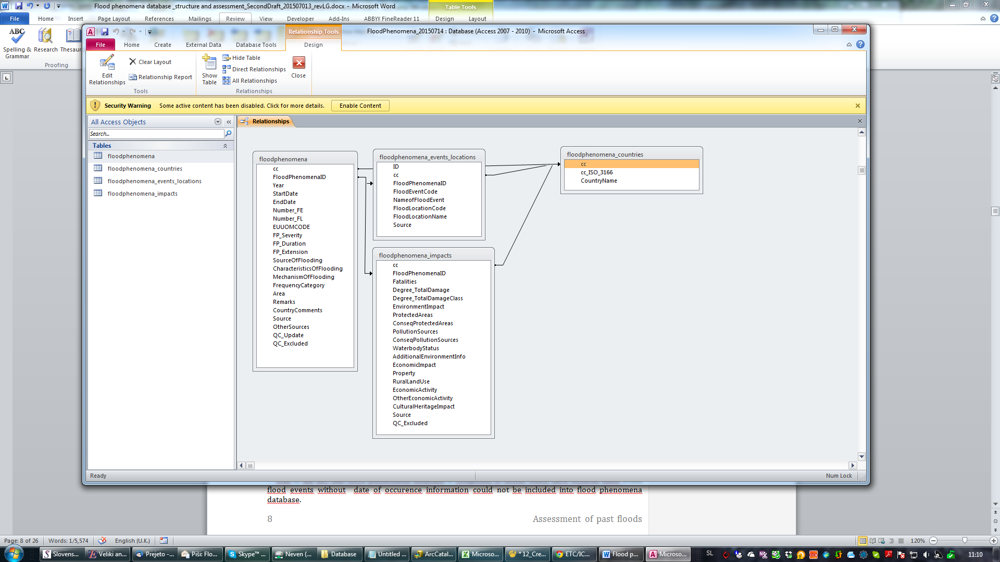 Flood phenomena database _structure and assessment_SecondDraft_201507013_revLG.docx - Microsoft Word
Table Tools
File Home Insert Page Layout References Mailings Review View Developer Add-Ins ABBYY FineReader 11 Design Layout
ABC
Spelling & Grammar
Research
Proofing
Relationship Tools
FloodPhenomena_20150714 : Database (Access 2007 - 2010) - Microsoft Access
File Home Create External Data Database Tools Design
Edit Relationships
Clear Layout
Relationship Report
Tools
Show Table
Hide Table
Direct Relationships
All Relationships
Relationships
Close
Security Warning Some active content has been disabled. Click for more details. Enable Content
All Access Objects
Search...
Tables
floodphenomena
floodphenomena_countries
floodphenomena_events_locations
floodphenomena_impacts
Relationships
floodphenomena
cc
FloodPhenomenaID
Year
StartDate
EndDate
Number_FE
Number_FL
EUUOMCODE
FP_Severity
FP_Duration
FP_Extension
SourceOfFlooding
CharacteristicsOfFlooding
MechanismOfFlooding
FrequencyCategory
Area
Remarks
CountryComments
Source
OtherSources
QC_Update
QC_Excluded
floodphenomena_events_locations
ID
cc
FloodPhenomenaID
FloodEventCode
NameofFloodEvent
FloodLocationCode
FloodLocationName
Source
floodphenomena_impacts
cc
FloodPhenomenaID
Fatalities
Degree_TotalDamage
Degree_TotalDamageClass
EnvironmentImpact
ProtectedAreas
ConseqProtectedAreas
PollutionSources
ConseqPollutionSources
WaterbodyStatus
AdditionalEnvironmentInfo
EconomicImpact
Property
RuralLandUse
EconomicActivity
OtherEconomicActivity
CulturalHeritageImpact
Source
QC_Excluded
floodphenomena_countries
cc
cc_ISO_3166
CountryName
Ready
Num Lock
flood events without date of occurence information could not be included into flood phenomena
database.
8 Assessment of past floods
Page: 8 of 26 Words: 1/5,574 English (U.K.) 120%
Slovens... Veliki an... Prejeto -... Piši: Flo... Skype™ ... Neven (... Database Untitled ... ArcCatal... Microso... * 12_Cre... ETC/IC... Flood p... Microso... SL 11:10